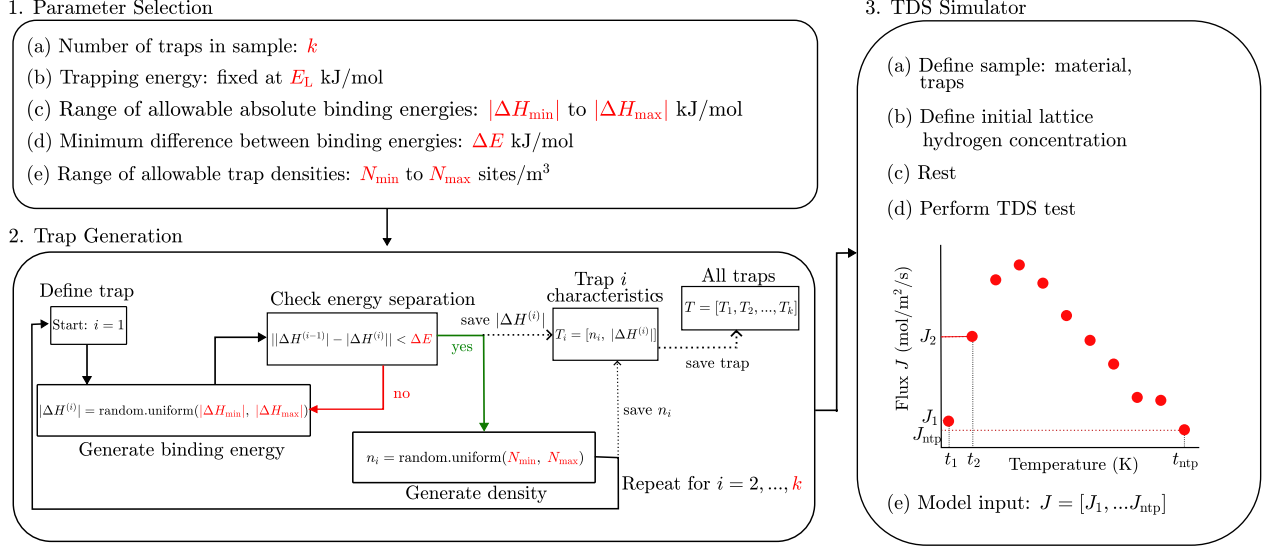 1. Parameter Selection
(a) Number of traps in sample: k
(b) Trapping energy: fixed at E_L kJ/mol
(c) Range of allowable absolute binding energies: |ΔH_min| to |ΔH_max| kJ/mol
(d) Minimum difference between binding energies: ΔE kJ/mol
(e) Range of allowable trap densities: N_min to N_max sites/m³
2. Trap Generation
Define trap
Start: i = 1
|ΔH^(i)| = random.uniform(|ΔH_min|, |ΔH_max|)
Generate binding energy
Check energy separation
||ΔH^(i−1)| − |ΔH^(i)|| < ΔE
yes
no
save |ΔH^(i)|
n_i = random.uniform(N_min, N_max)
Generate density
Trap i
characteristics
T_i = [n_i, |ΔH^(i)|]
save n_i
save trap
All traps
T = [T_1, T_2, ..., T_k]
Repeat for i = 2, ..., k
3. TDS Simulator
(a) Define sample: material,
traps
(b) Define initial lattice
hydrogen concentration
(c) Rest
(d) Perform TDS test
Flux J (mol/m²/s)
J_2
J_1
J_ntp
t_1
t_2
t_ntp
Temperature (K)
(e) Model input: J = [J_1, ...J_ntp]